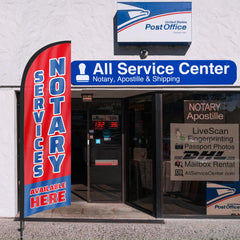 United States
Post Office
All Service Center
Notary, Apostille & Shipping
NOTARY
SERVICES
AVAILABLE
HERE
NOTARY
Apostille
LiveScan
Fingerprinting
Passport Photos
DHL
Mailbox Rental
AllServiceCenter.com
Post Office